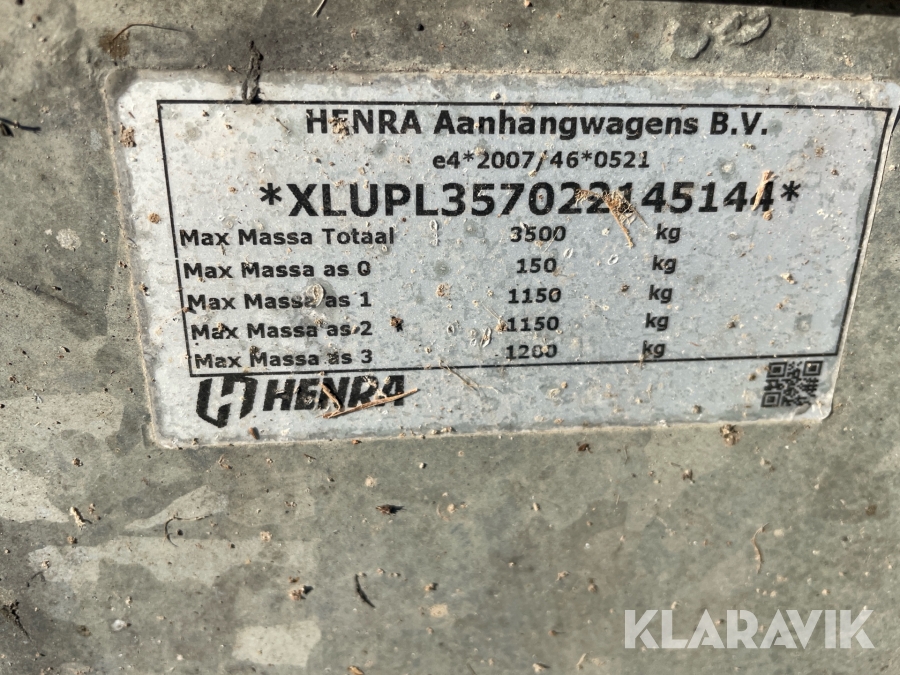 HENRA Aanhangwagens B.V.
e4*2007/46*0521
*XLUPL357022145144*
Max Massa Totaal 3500 kg
Max Massa as 0 150 kg
Max Massa as 1 1150 kg
Max Massa as 2 1150 kg
Max Massa as 3 1200 kg
HENRA
KLARAVIK